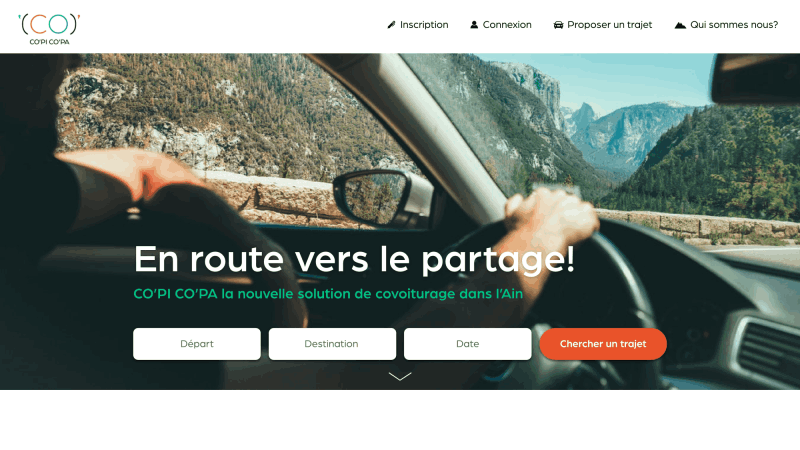 '(CO)'
CO'PI CO'PA
Inscription
Connexion
Proposer un trajet
Qui sommes nous?
En route vers le partage!
CO'PI CO'PA la nouvelle solution de covoiturage dans l'Ain
Départ
Destination
Date
Chercher un trajet